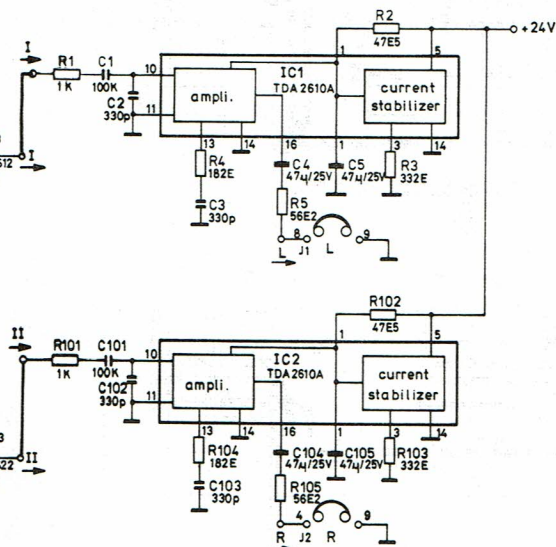 R2
47E5
+24V
I
R1
1K
C1
100K
10
11
C2
330p
ampli.
IC1
TDA 2610A
1
5
current
stabilizer
I
13
14
16
1
3
14
R4
182E
C3
330p
C4
47µ/25V
C5
47µ/25V
R3
332E
R5
56E2
L
8
J1
L
9
R102
47E5
II
R101
1K
C101
100K
10
11
C102
330p
ampli.
IC2
TDA 2610A
1
5
current
stabilizer
II
13
14
16
1
3
14
R104
182E
C103
330p
C104
47µ/25V
C105
47µ/25V
R103
332E
R105
56E2
R
4
J2
R
9